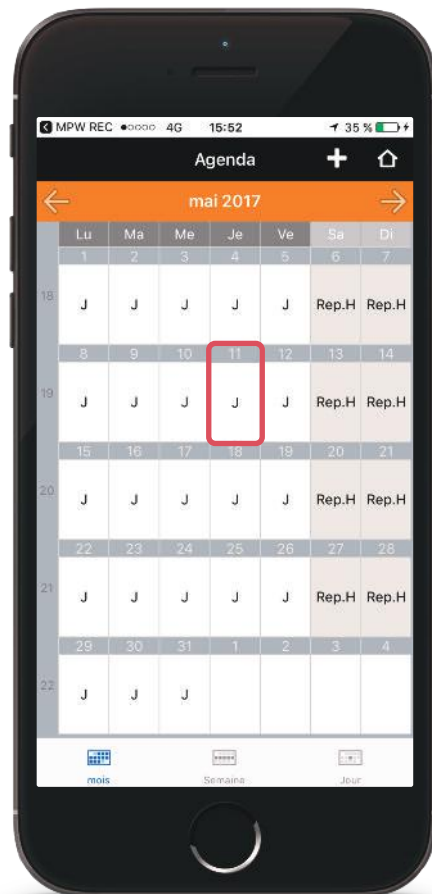 MPW REC 4G 15:52 35 %
Agenda +
mai 2017
Lu Ma Me Je Ve Sa Di
1 2 3 4 5 6 7
18 J J J J J Rep.H Rep.H
8 9 10 11 12 13 14
19 J J J J J Rep.H Rep.H
15 16 17 18 19 20 21
20 J J J J J Rep.H Rep.H
22 23 24 25 26 27 28
21 J J J J J Rep.H Rep.H
29 30 31 1 2 3 4
22 J J J
mois Semaine Jour